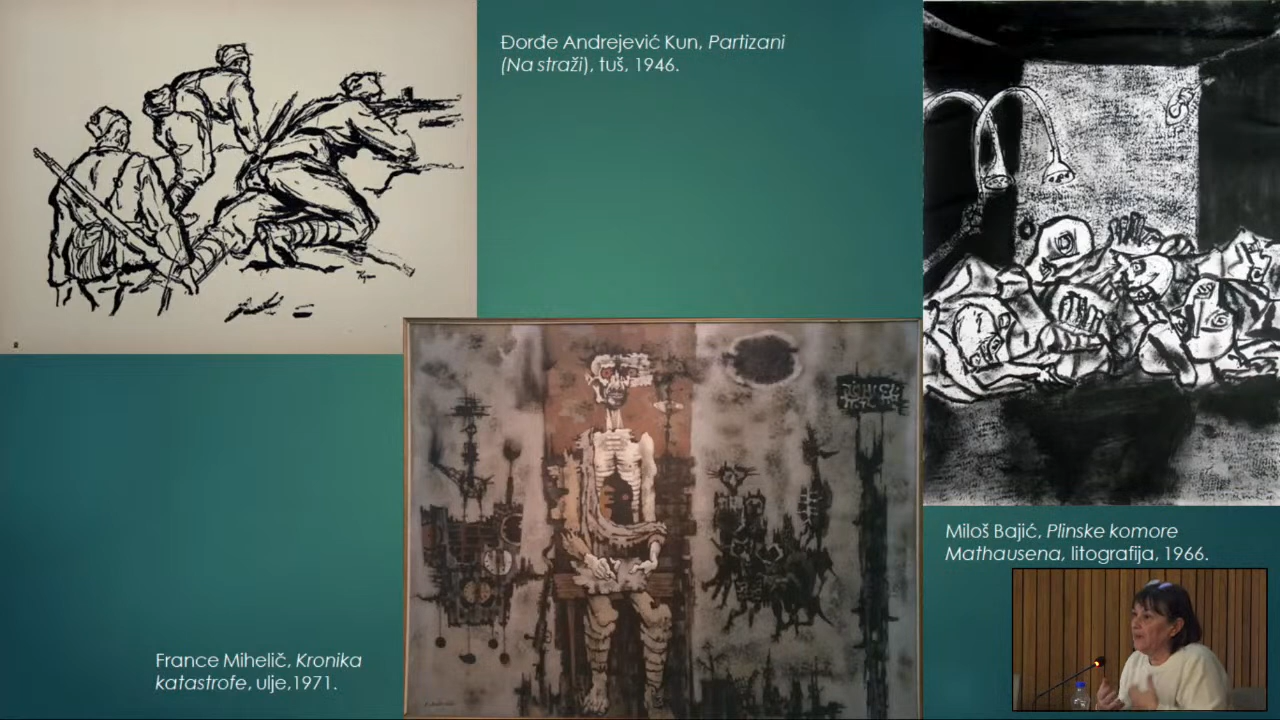 Đorđe Andrejević Kun, Partizani
(Na straži), tuš, 1946.
Miloš Bajić, Plinske komore
Mathausena, litografija, 1966.
France Mihelič, Kronika
katastrofe, ulje,1971.